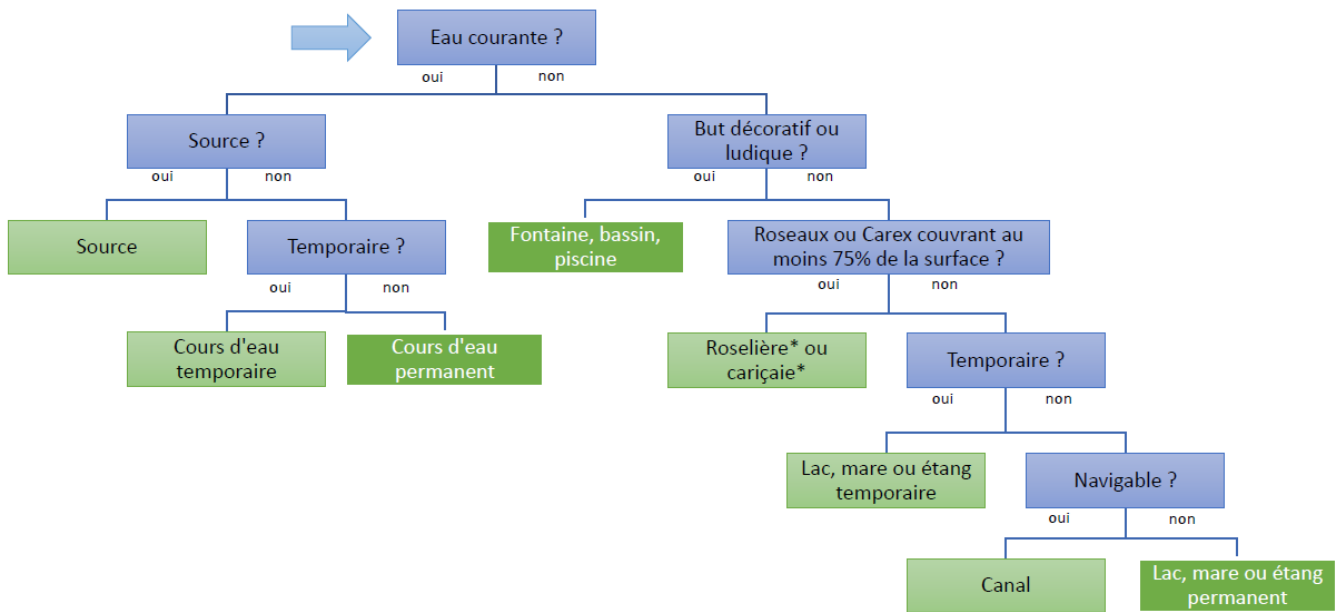 Eau courante ?
oui
non
Source ?
But décoratif ou
ludique ?
oui
non
oui
non
Source
Temporaire ?
Fontaine, bassin,
piscine
Roseaux ou Carex couvrant au
moins 75% de la surface ?
oui
non
oui
non
Cours d'eau
temporaire
Cours d'eau
permanent
Roselière* ou
cariçaie*
Temporaire ?
oui
non
Lac, mare ou étang
temporaire
Navigable ?
oui
non
Canal
Lac, mare ou étang
permanent